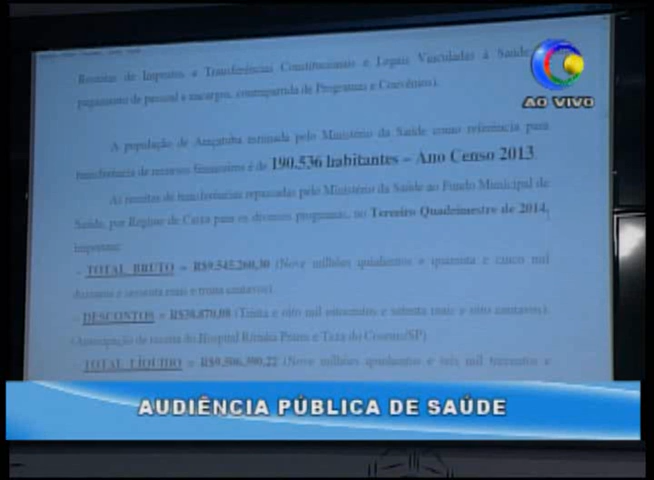 Receitas de Impostos e Transferências Constitucionais e Legais Vinculadas à Saúde
pagamento de pessoal e encargos, contrapartida de Programas e Convênios).
AO VIVO
A população de Araçatuba estimada pelo Ministério da Saúde como referência para
transferência de recursos financeiros é de 190.536 habitantes – Ano Censo 2013
As receitas de transferências repassadas pelo Ministério da Saúde ao Fundo Municipal de
Saúde, por Regime de Caixa para os diversos programas, no Terceiro Quadrimestre de 2014,
importam:
- TOTAL BRUTO = R$9.545.260,30 (Nove milhões quinhentos e quarenta e cinco mil
duzentos e sessenta reais e trinta centavos).
- DESCONTOS = R$38.870,08 (Trinta e oito mil oitocentos e setenta reais e oito centavos).
(Antecipação de receita do Hospital e Taxa do
- TOTAL LÍQUIDO = R$9.506.390,22 (Nove milhões quinhentos e seis mil trezentos e
AUDIÊNCIA PÚBLICA DE SAÚDE